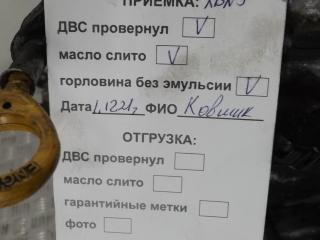 ПРИЕМКА:
ДВС провернул V
масло слито V
горловина без эмульсии V
Дата ФИО Ковшик
ОТГРУЗКА:
ДВС провернул
масло слито
гарантийные метки
фото